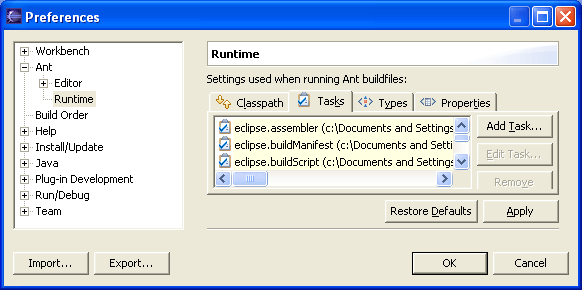 Preferences
Workbench
Ant
Editor
Runtime
Build Order
Help
Install/Update
Java
Plug-in Development
Run/Debug
Team
Runtime
Settings used when running Ant buildfiles:
Classpath Tasks Types Properties
eclipse.assembler (c:\Documents and Settings
eclipse.buildManifest (c:\Documents and Setti
eclipse.buildScript (c:\Documents and Settings
Add Task...
Edit Task...
Remove
Restore Defaults Apply
Import... Export... OK Cancel